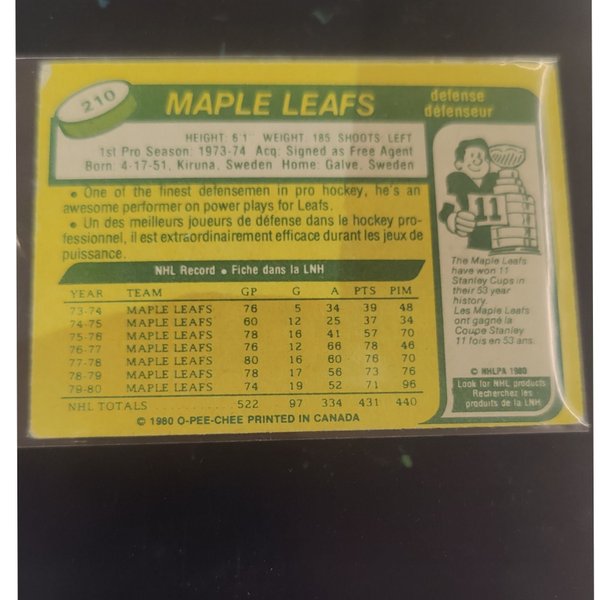 210
MAPLE LEAFS
defense
défenseur
HEIGHT: 6'1" WEIGHT: 185 SHOOTS: LEFT
1st Pro Season: 1973-74 Acq: Signed as Free Agent
Born: 4-17-51, Kiruna, Sweden Home: Galve, Sweden
• One of the finest defensemen in pro hockey, he's an
awesome performer on power plays for Leafs.
• Un des meilleurs joueurs de défense dans le hockey pro-
fessionnel, il est extraordinairement efficace durant les jeux de
puissance.
NHL Record • Fiche dans la LNH
YEAR TEAM GP G A PTS PIM
73-74 MAPLE LEAFS 76 5 34 39 48
74-75 MAPLE LEAFS 60 12 25 37 34
75-76 MAPLE LEAFS 78 16 41 57 70
76-77 MAPLE LEAFS 76 12 66 78 46
77-78 MAPLE LEAFS 80 16 60 76 70
78-79 MAPLE LEAFS 78 17 56 73 76
79-80 MAPLE LEAFS 74 19 52 71 96
NHL TOTALS ...... 522 97 334 431 440
© 1980 O-PEE-CHEE PRINTED IN CANADA
11
The Maple Leafs
have won 11
Stanley Cups in
their 53 year
history.
Les Maple Leafs
ont gagné la
Coupe Stanley
11 fois en 53 ans.
© NHLPA 1980
Look for NHL products
Recherchez les
produits de la LNH